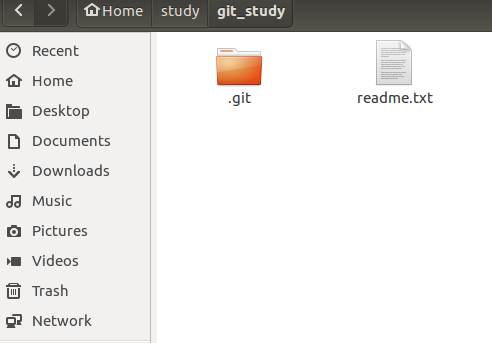 Home study git_study
Recent
Home
Desktop
Documents
Downloads
Music
Pictures
Videos
Trash
Network
.git
readme.txt